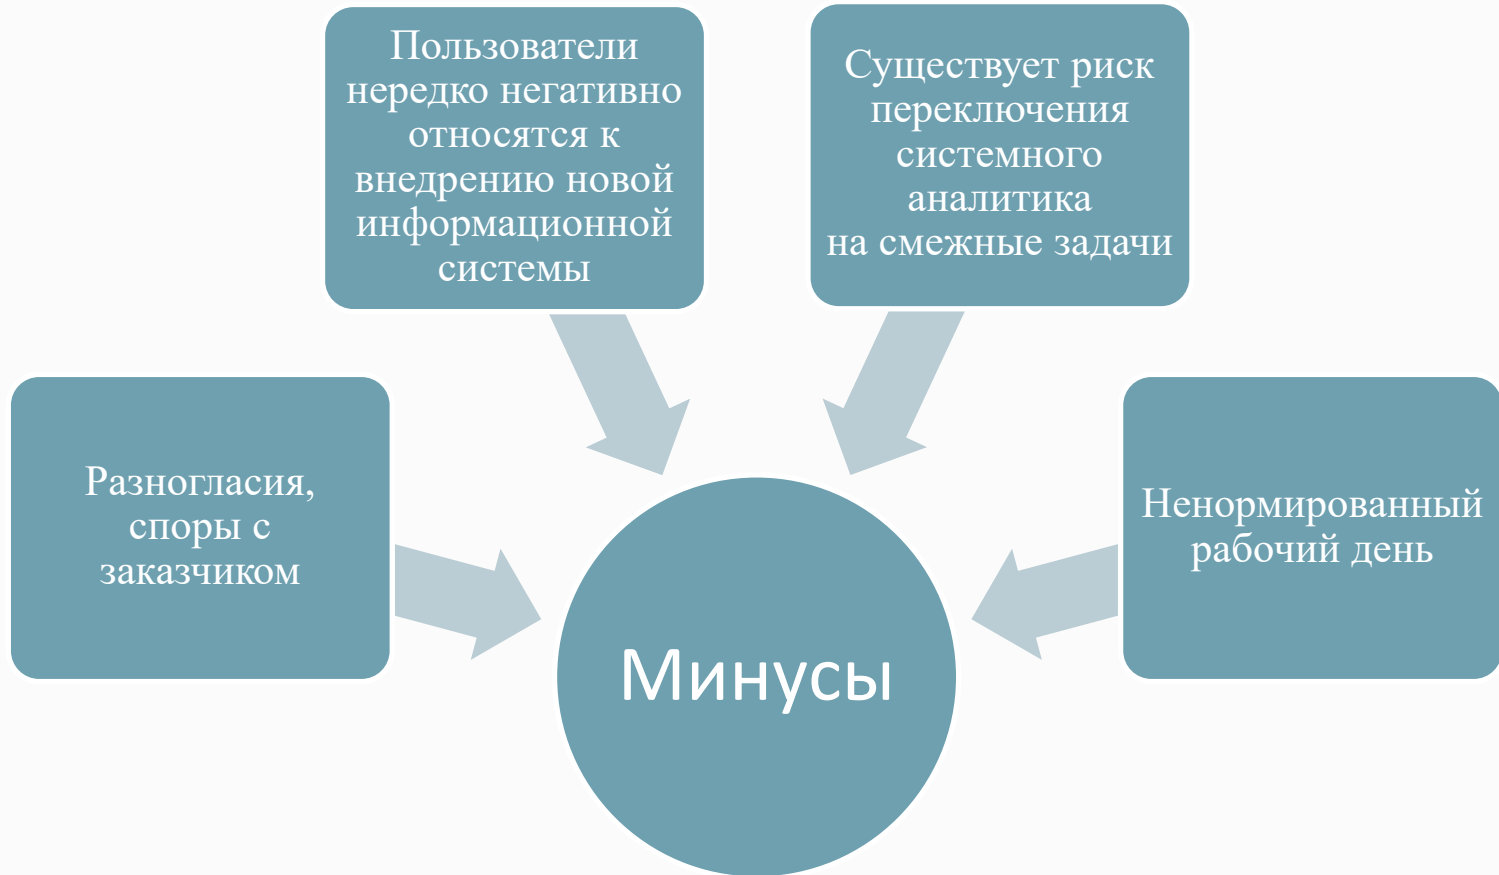 Пользователи
нередко негативно
относятся к
внедрению новой
информационной
системы
Существует риск
переключения
системного
аналитика
на смежные задачи
Разногласия,
споры с
заказчиком
Ненормированный
рабочий день
Минусы